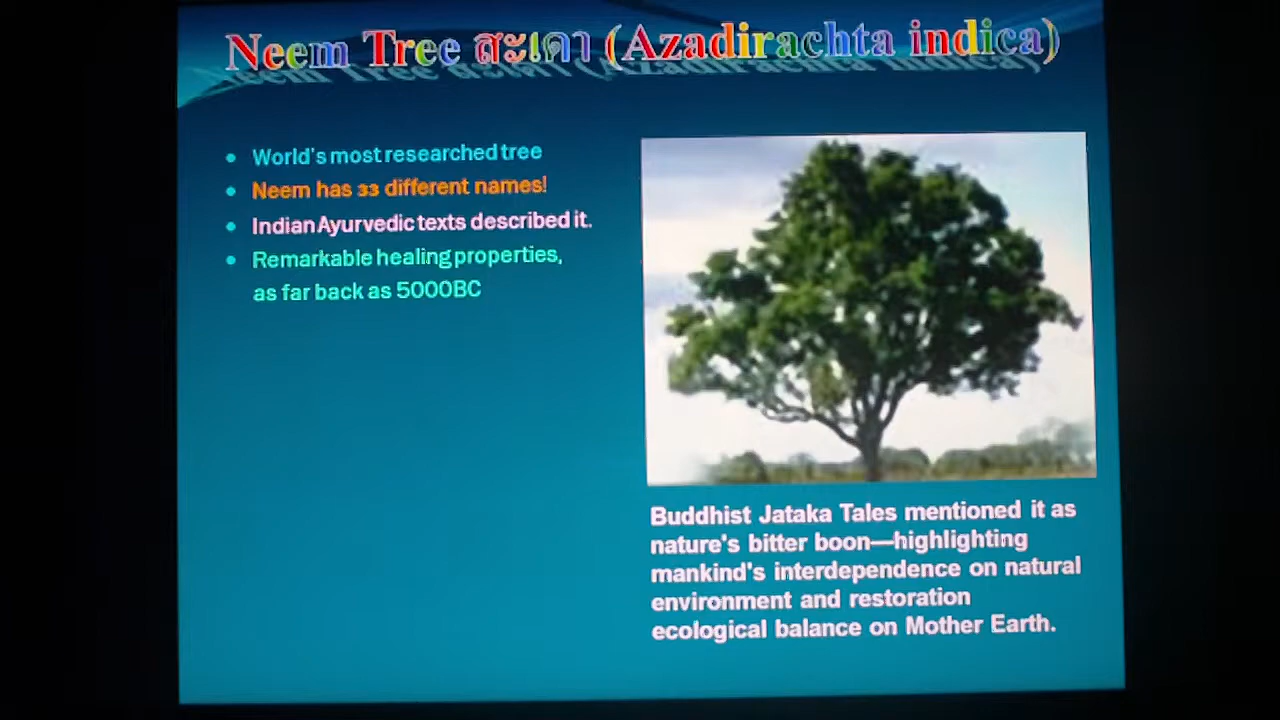 Neem Tree สะเดา (Azadirachta indica)
World's most researched tree
Neem has 33 different names!
Indian Ayurvedic texts described it.
Remarkable healing properties,
as far back as 5000BC
Buddhist Jataka Tales mentioned it as
nature's bitter boon—highlighting
mankind's interdependence on natural
environment and restoration
ecological balance on Mother Earth.